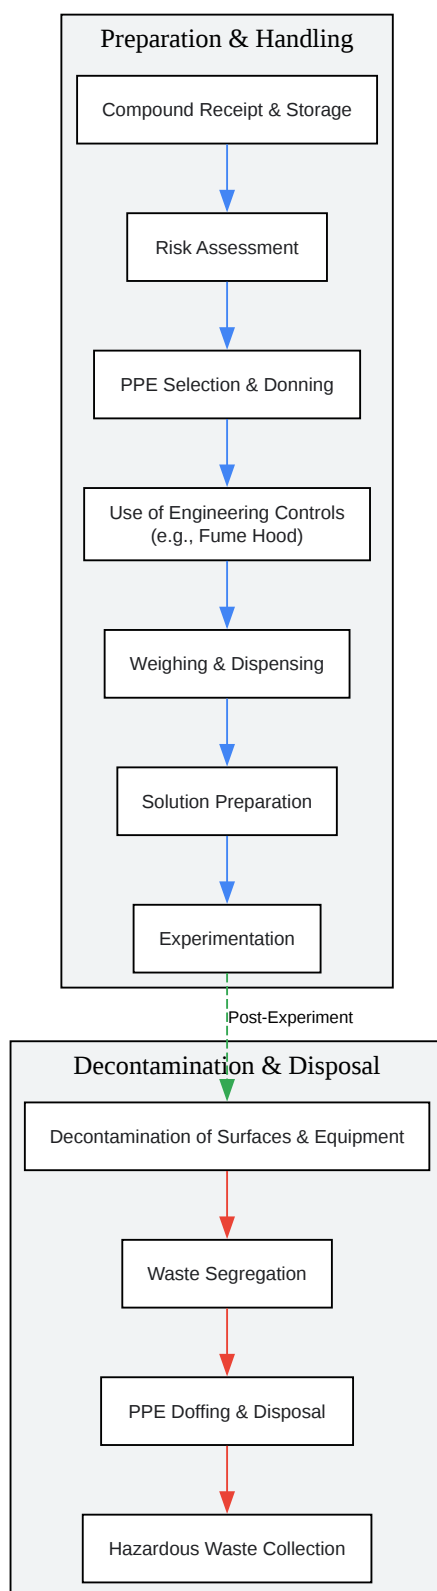 Preparation & Handling
Compound Receipt & Storage
Risk Assessment
PPE Selection & Donning
Use of Engineering Controls
(e.g., Fume Hood)
Weighing & Dispensing
Solution Preparation
Experimentation
Post-Experiment
Decontamination & Disposal
Decontamination of Surfaces & Equipment
Waste Segregation
PPE Doffing & Disposal
Hazardous Waste Collection